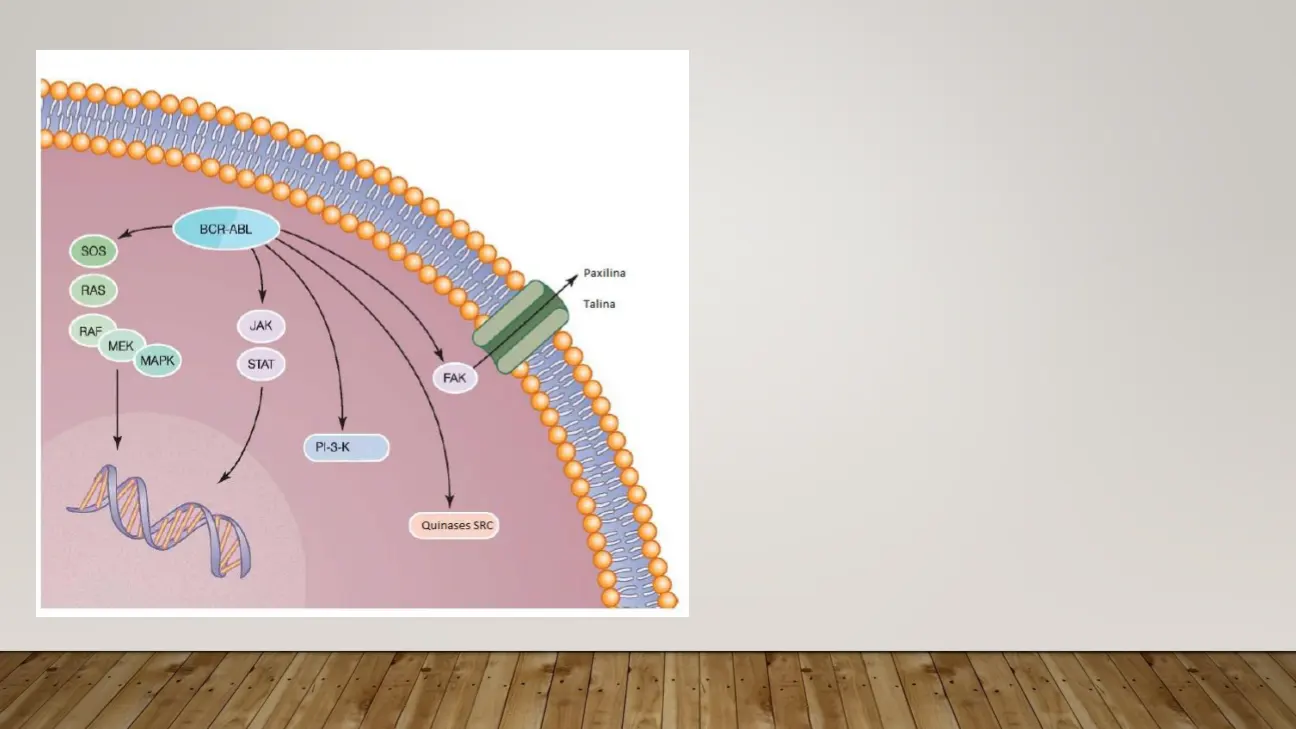 BCR-ABL
SOS
RAS
RAF
MEK
MAPK
JAK
STAT
PI-3-K
Quinases SRC
FAK
Paxilina
Talina